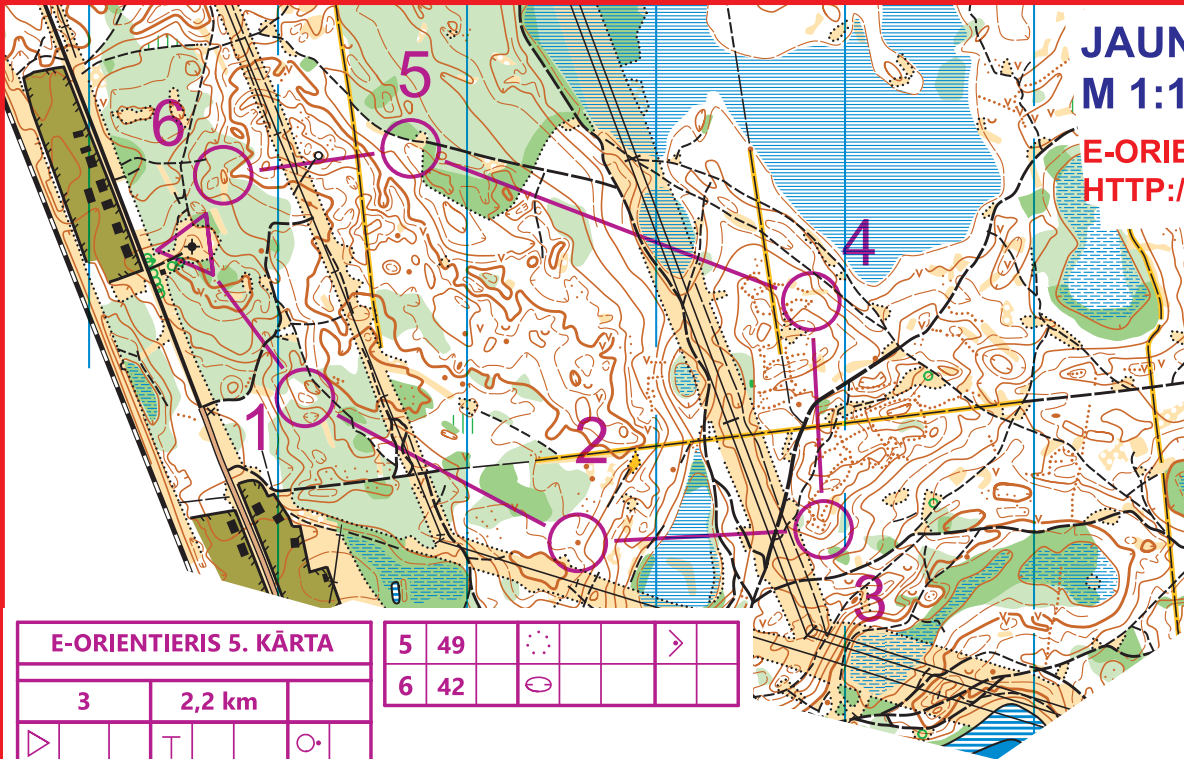 JAUN
M 1:1
E-ORIE
HTTP:/
5
6
4
1
2
3
E-ORIENTIERIS 5. KĀRTA
3 2,2 km
5 49
6 42